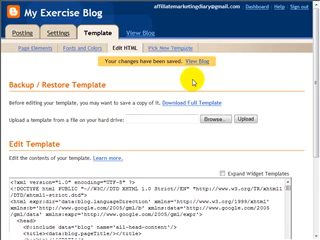 My Exercise Blog
affiliatemarketingdiary@gmail.com Dashboard Help Sign out
Posting Settings Template View Blog
Page Elements Fonts and Colors Edit HTML Pick New Template
Your changes have been saved. View Blog
Backup / Restore Template
Before editing your template, you may want to save a copy of it. Download Full Template
Upload a template from a file on your hard drive: Browse... Upload
Edit Template
Edit the contents of your template. Learn more.
Expand Widget Templates
<?xml version="1.0" encoding="UTF-8" ?>
<!DOCTYPE html PUBLIC "-//W3C//DTD XHTML 1.0 Strict//EN" "http://www.w3.org/TR/xhtml1
/DTD/xhtml1-strict.dtd">
<html expr:dir='data:blog.languageDirection' xmlns='http://www.w3.org/1999/xhtml'
xmlns:b='http://www.google.com/2005/gml/b' xmlns:data='http://www.google.com/2005
/gml/data' xmlns:expr='http://www.google.com/2005/gml/expr'>
<head>
<b:include data='blog' name='all-head-content'/>
<title><data:blog.pageTitle/></title>